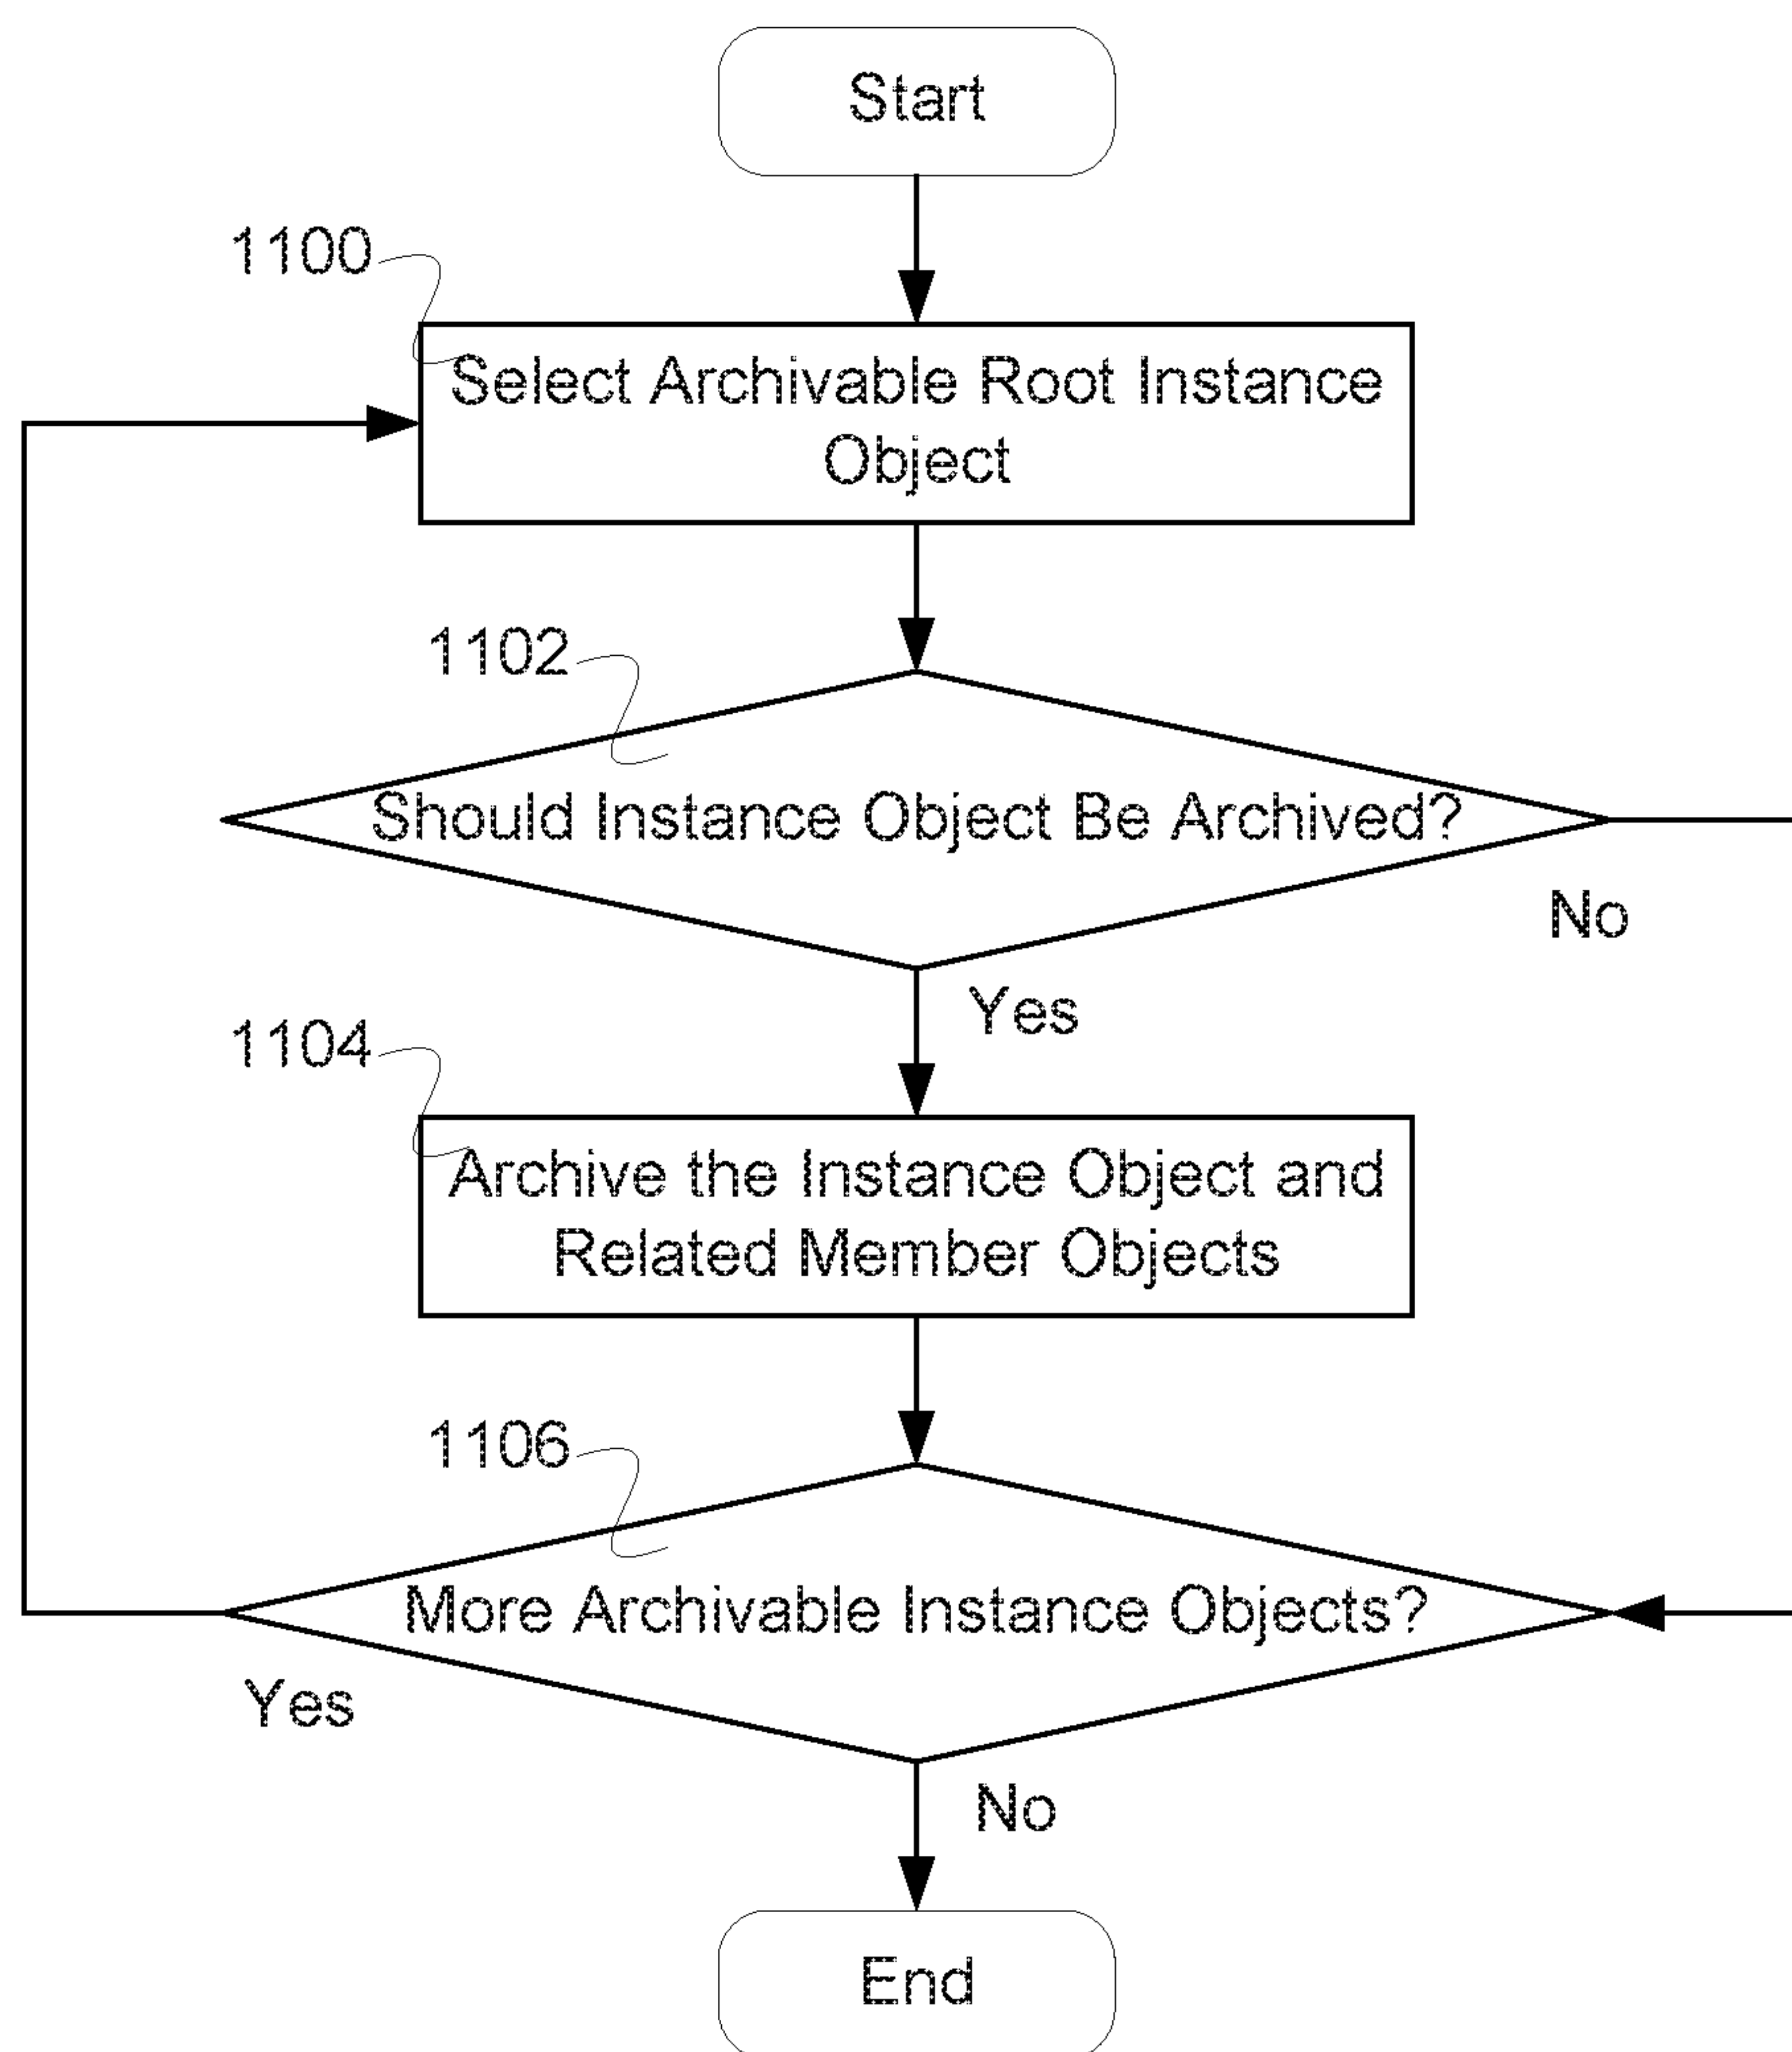 Start
1100
Select Archivable Root Instance
Object
1102
Should Instance Object Be Archived?
No
Yes
1104
Archive the Instance Object and
Related Member Objects
1106
More Archivable Instance Objects?
Yes
No
End